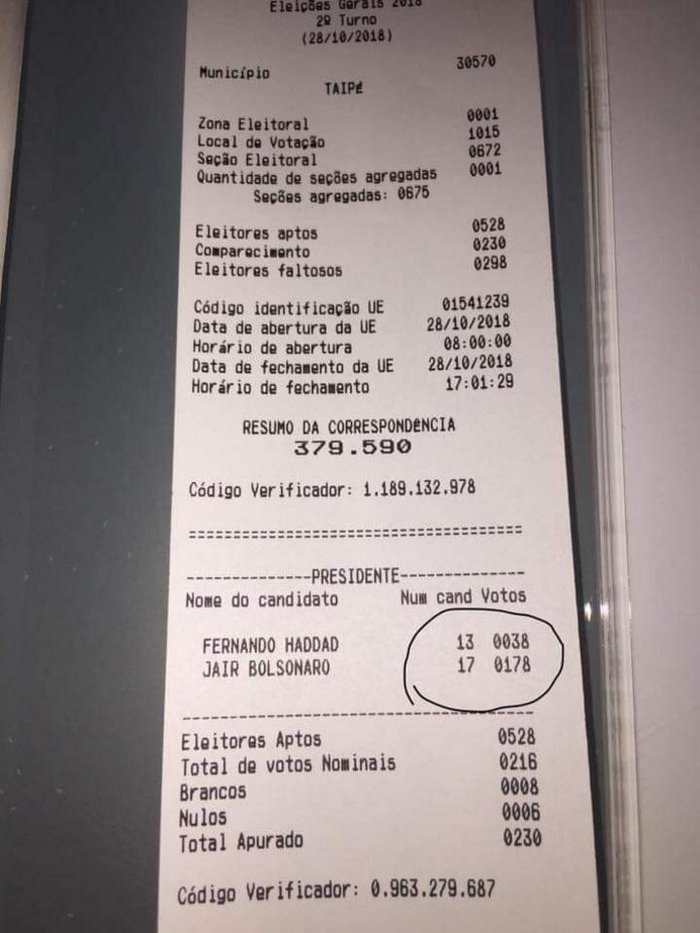 Eleições Gerais 2018
2º Turno
(28/10/2018)
Município 30570
TAIPÉ
Zona Eleitoral 0001
Local de Votação 1015
Seção Eleitoral 0672
Quantidade de seções agregadas 0001
Seções agregadas: 0675
Eleitores aptos 0528
Comparecimento 0230
Eleitores faltosos 0298
Código identificação UE 01541239
Data de abertura da UE 28/10/2018
Horário de abertura 08:00:00
Data de fechamento da UE 28/10/2018
Horário de fechamento 17:01:29
RESUMO DA CORRESPONDÊNCIA
379.590
Código Verificador: 1.189.132.978
=====================================
--------------PRESIDENTE--------------
Nome do candidato Num cand Votos
FERNANDO HADDAD 13 0038
JAIR BOLSONARO 17 0178
--------------------------------------
Eleitores Aptos 0528
Total de votos Nominais 0216
Brancos 0008
Nulos 0006
Total Apurado 0230
Código Verificador: 0.963.279.687